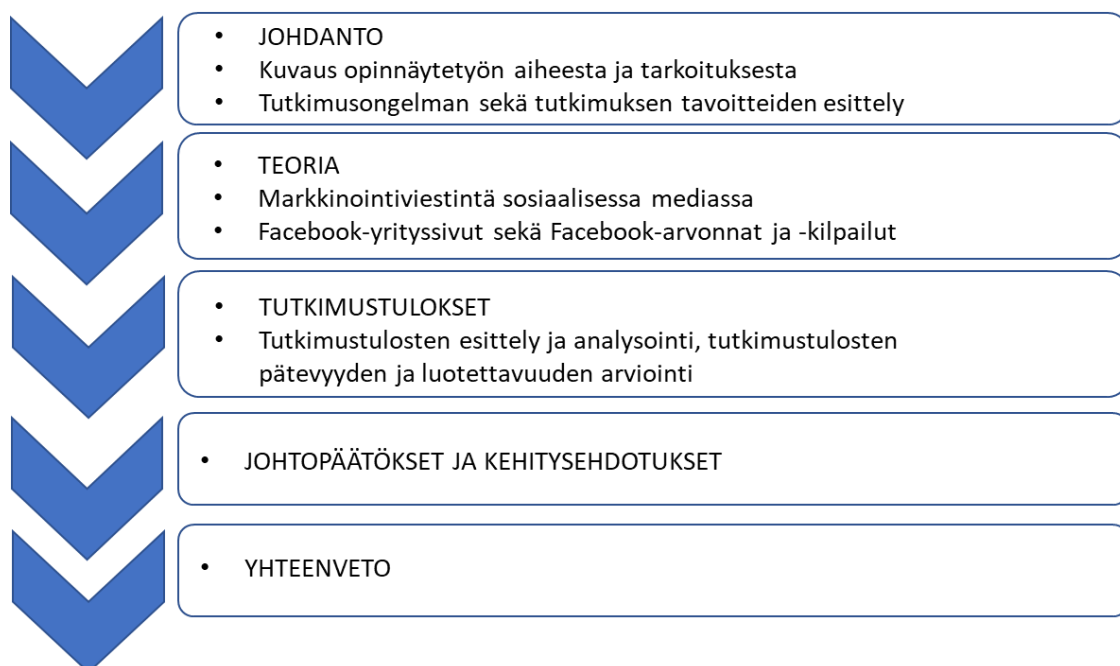 • JOHDANTO
• Kuvaus opinnäytetyön aiheesta ja tarkoituksesta
• Tutkimusongelman sekä tutkimuksen tavoitteiden esittely
• TEORIA
• Markkinointiviestintä sosiaalisessa mediassa
• Facebook-yrityssivut sekä Facebook-arvonnat ja -kilpailut
• TUTKIMUSTULOKSET
• Tutkimustulosten esittely ja analysointi, tutkimustulosten
pätevyyden ja luotettavuuden arviointi
• JOHTOPÄÄTÖKSET JA KEHITYSEHDOTUKSET
• YHTEENVETO